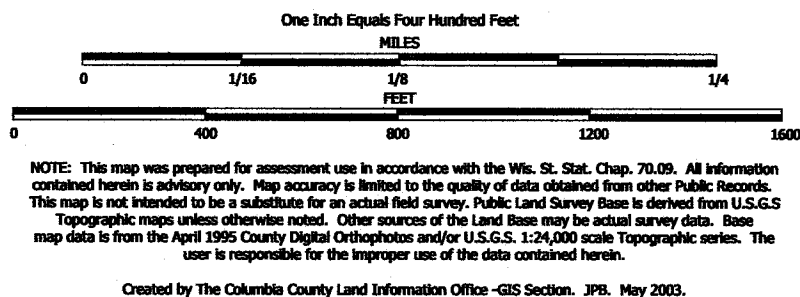 One Inch Equals Four Hundred Feet
MILES
0 1/16 1/8 1/4
FEET
0 400 800 1200 1600
NOTE: This map was prepared for assessment use in accordance with the Wis. St. Stat. Chap. 70.09. All information
contained herein is advisory only. Map accuracy is limited to the quality of data obtained from other Public Records.
This map is not intended to be a substitute for an actual field survey. Public Land Survey Base is derived from U.S.G.S
Topographic maps unless otherwise noted. Other sources of the Land Base may be actual survey data. Base
map data is from the April 1995 County Digital Orthophotos and/or U.S.G.S. 1:24,000 scale Topographic series. The
user is responsible for the improper use of the data contained herein.
Created by The Columbia County Land Information Office -GIS Section. JPB. May 2003.